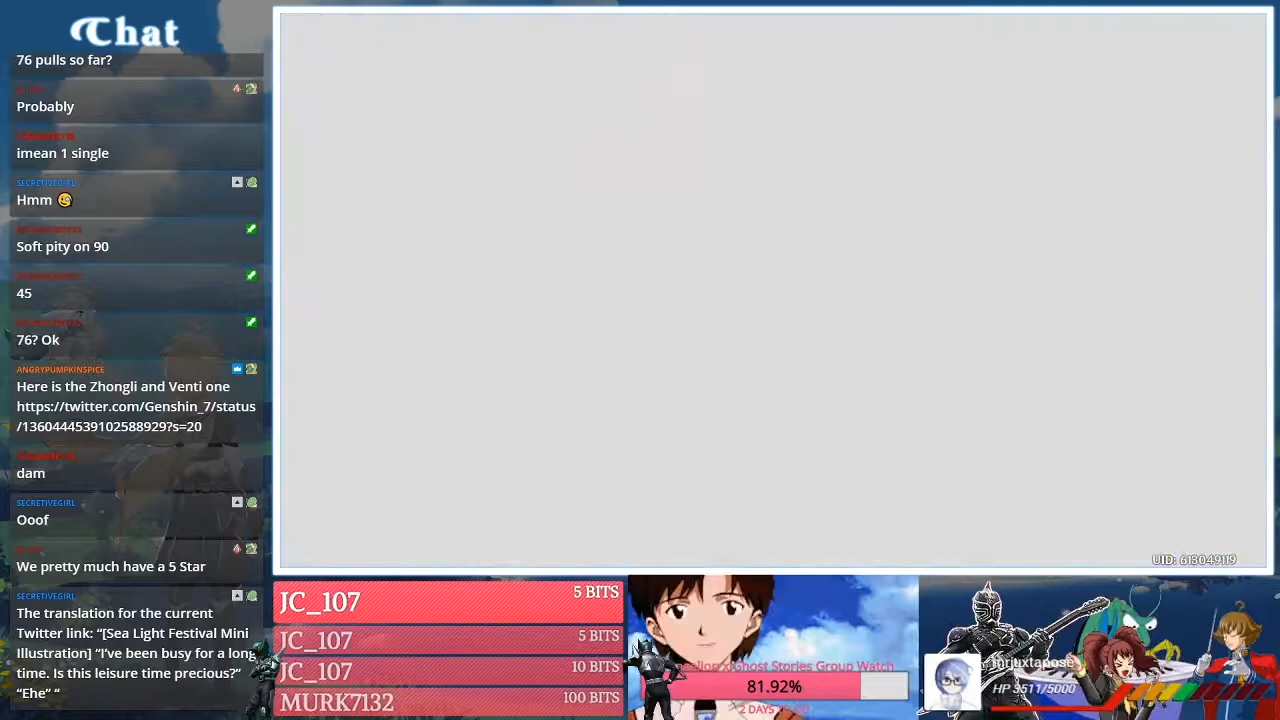 Chat
76 pulls so far?
Probably
imean 1 single
SECRETIVEGIRL
Hmm
Soft pity on 90
45
76? Ok
ANGRYPUMPKINSPICE
Here is the Zhongli and Venti one
https://twitter.com/Genshin_7/status
/1360444539102588929?s=20
dam
SECRETIVEGIRL
Ooof
We pretty much have a 5 Star
SECRETIVEGIRL
The translation for the current
Twitter link: “[Sea Light Festival Mini
Illustration] “I’ve been busy for a long
time. Is this leisure time precious?”
“Ehe” “
UID: 613049119
JC_107 5 BITS
JC_107 5 BITS
JC_107 10 BITS
MURK7132 100 BITS
Ghost Stories Group Watch
81.92%
2 DAYS
mrjuxtapose
HP 3511/5000